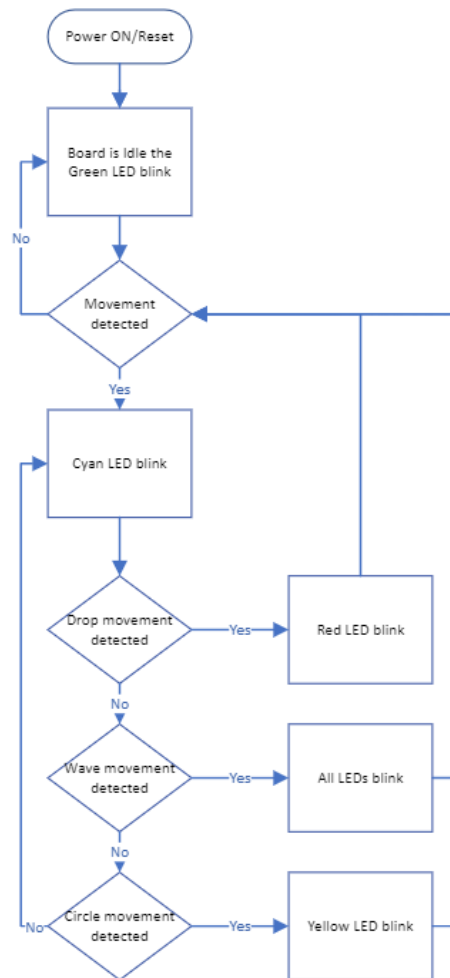 Power ON/Reset
Board is Idle the
Green LED blink
No
Movement
detected
Yes
Cyan LED blink
Drop movement
detected
Yes
Red LED blink
No
Wave movement
detected
Yes
All LEDs blink
No
Circle movement
detected
No
Yes
Yellow LED blink